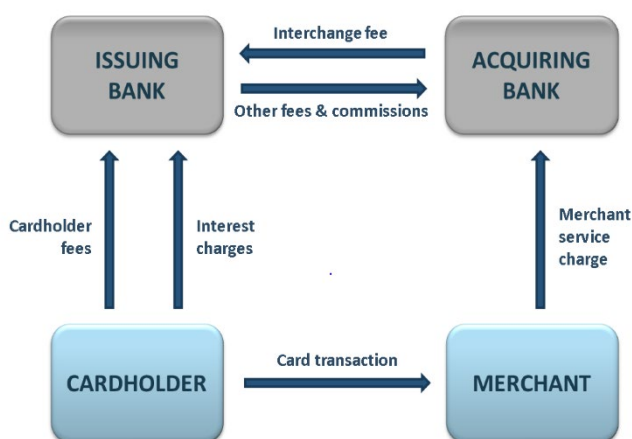 Interchange fee
ISSUING
BANK
ACQUIRING
BANK
Other fees & commissions
Cardholder
fees
Interest
charges
Merchant
service
charge
Card transaction
CARDHOLDER
MERCHANT